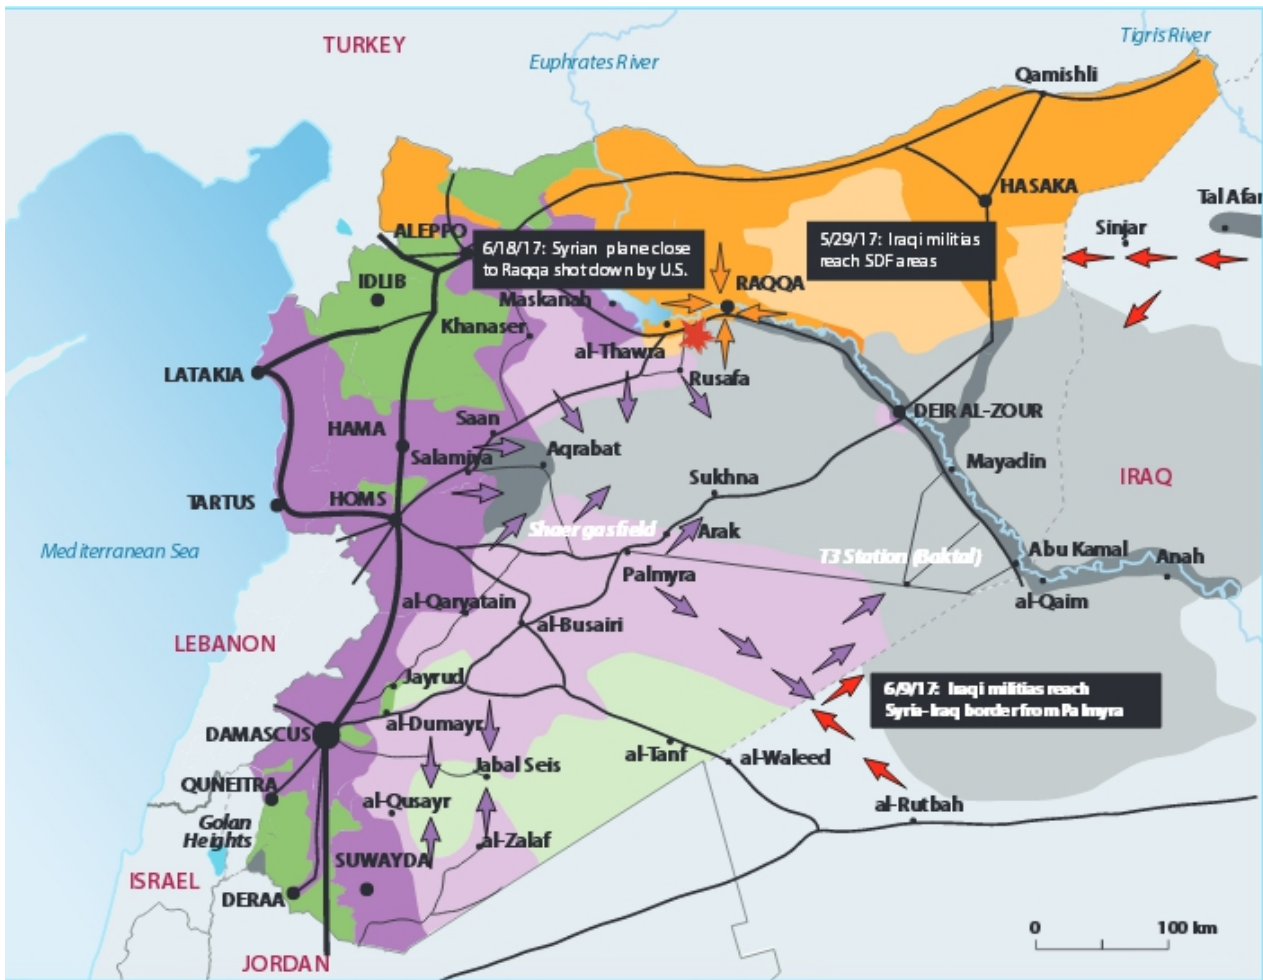 TURKEY
Euphrates River
Tigris River
Qamishli
HASAKA
Tal Afar
Sinjar
ALEPPO
6/18/17: Syrian plane close
to Raqqa shot down by U.S.
5/29/17: Iraqi militias
reach SDF areas
IDLIB
RAQQA
Maskanah
Khanaser
al-Thawra
LATAKIA
Rusafa
DEIR AL-ZOUR
HAMA
Saan
Salamiya
Aqrabat
Mayadin
Sukhna
IRAQ
TARTUS
HOMS
Shaer gas field
Arak
Mediterranean Sea
T3 Station (Baktal)
Abu Kamal
Anah
Palmyra
al-Qaim
al-Qaryatain
al-Busairi
LEBANON
Jayrud
6/9/17: Iraqi militias reach
Syria-Iraq border from Palmyra
al-Dumayr
DAMASCUS
al-Tanf
al-Waleed
Jabal Seis
QUNEITRA
al-Qusayr
al-Rutbah
Golan
Heights
al-Zalaf
SUWAYDA
ISRAEL
DERAA
0 100 km
JORDAN